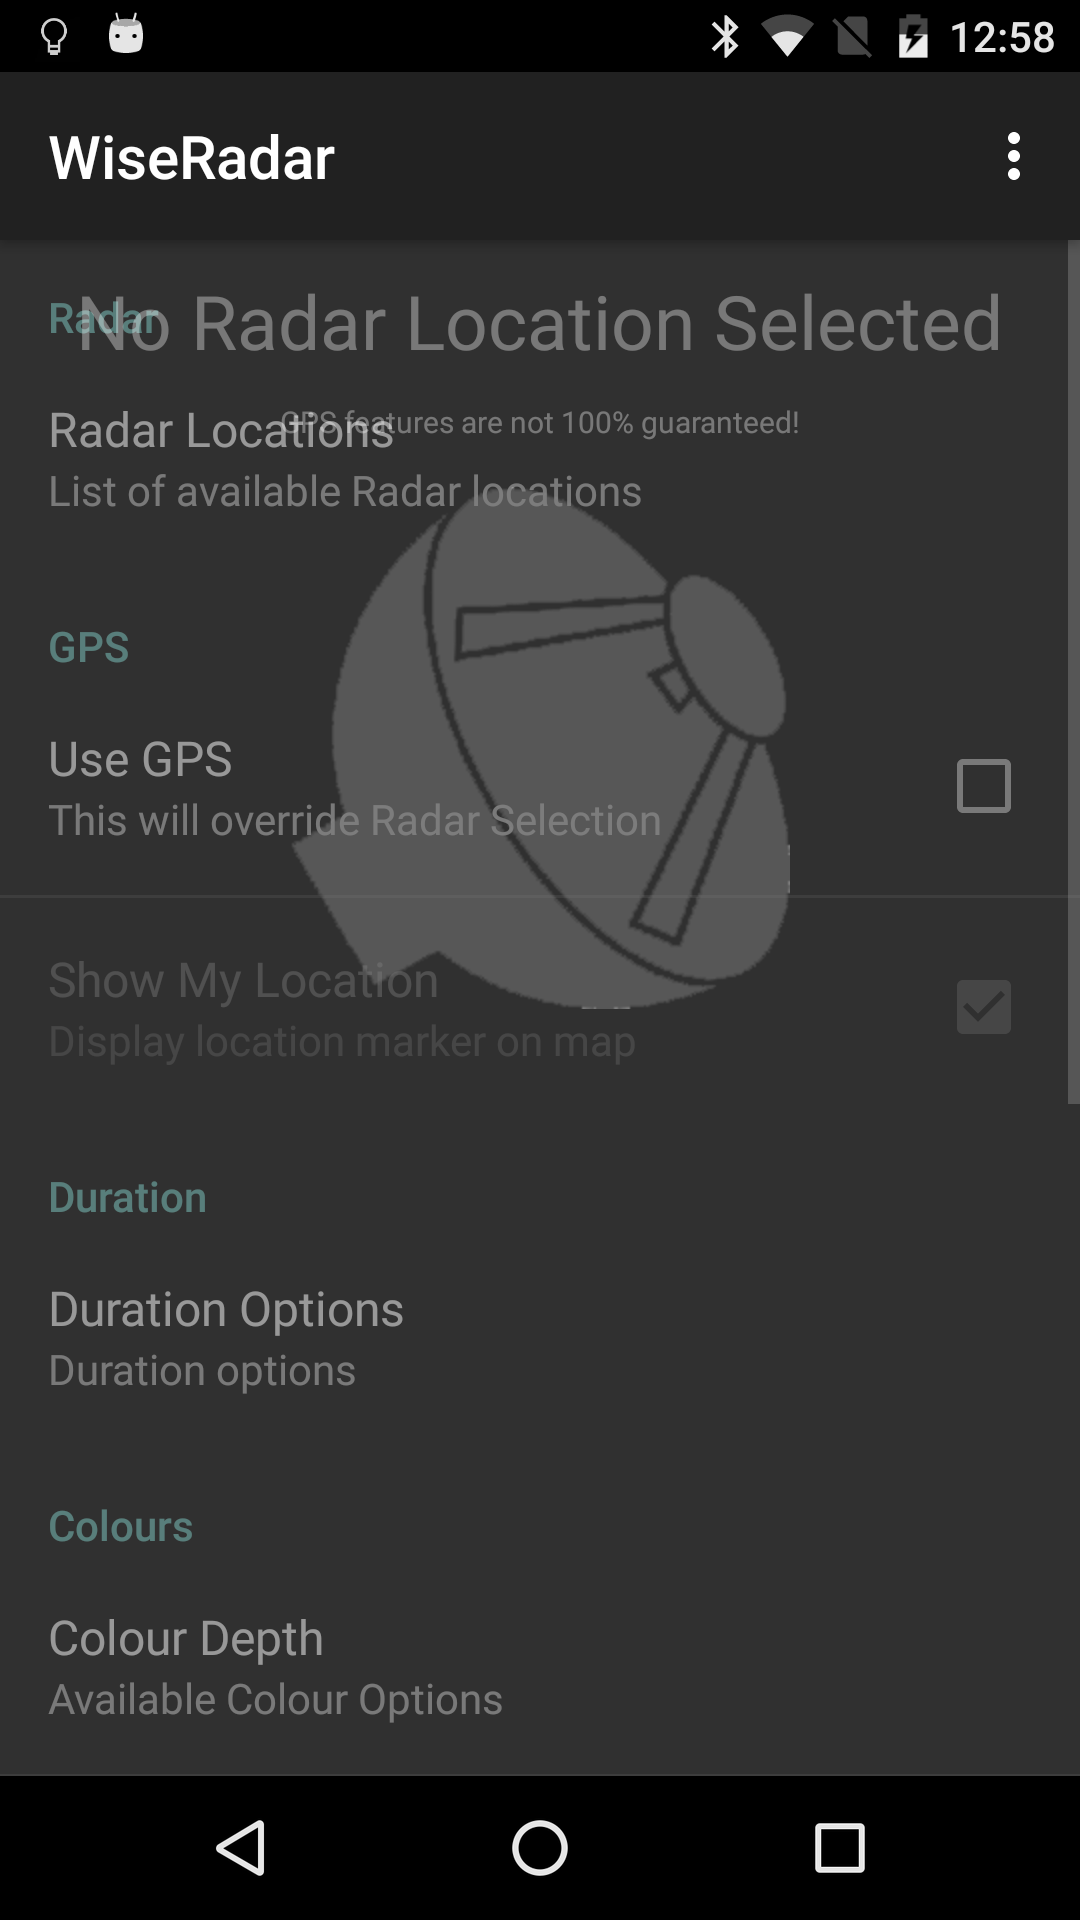 12:58
WiseRadar
Radar
No Radar Location Selected
Radar Locations
GPS features are not 100% guaranteed!
List of available Radar locations
GPS
Use GPS
This will override Radar Selection
Show My Location
Display location marker on map
Duration
Duration Options
Duration options
Colours
Colour Depth
Available Colour Options